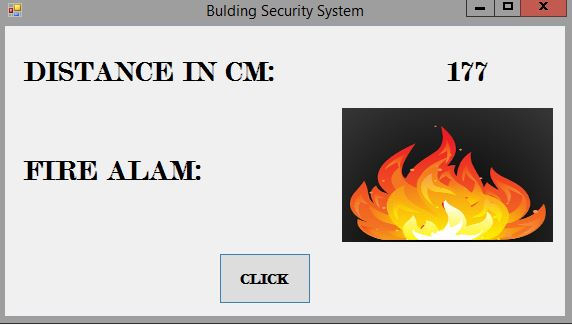 Bulding Security System
DISTANCE IN CM: 177
FIRE ALAM:
CLICK